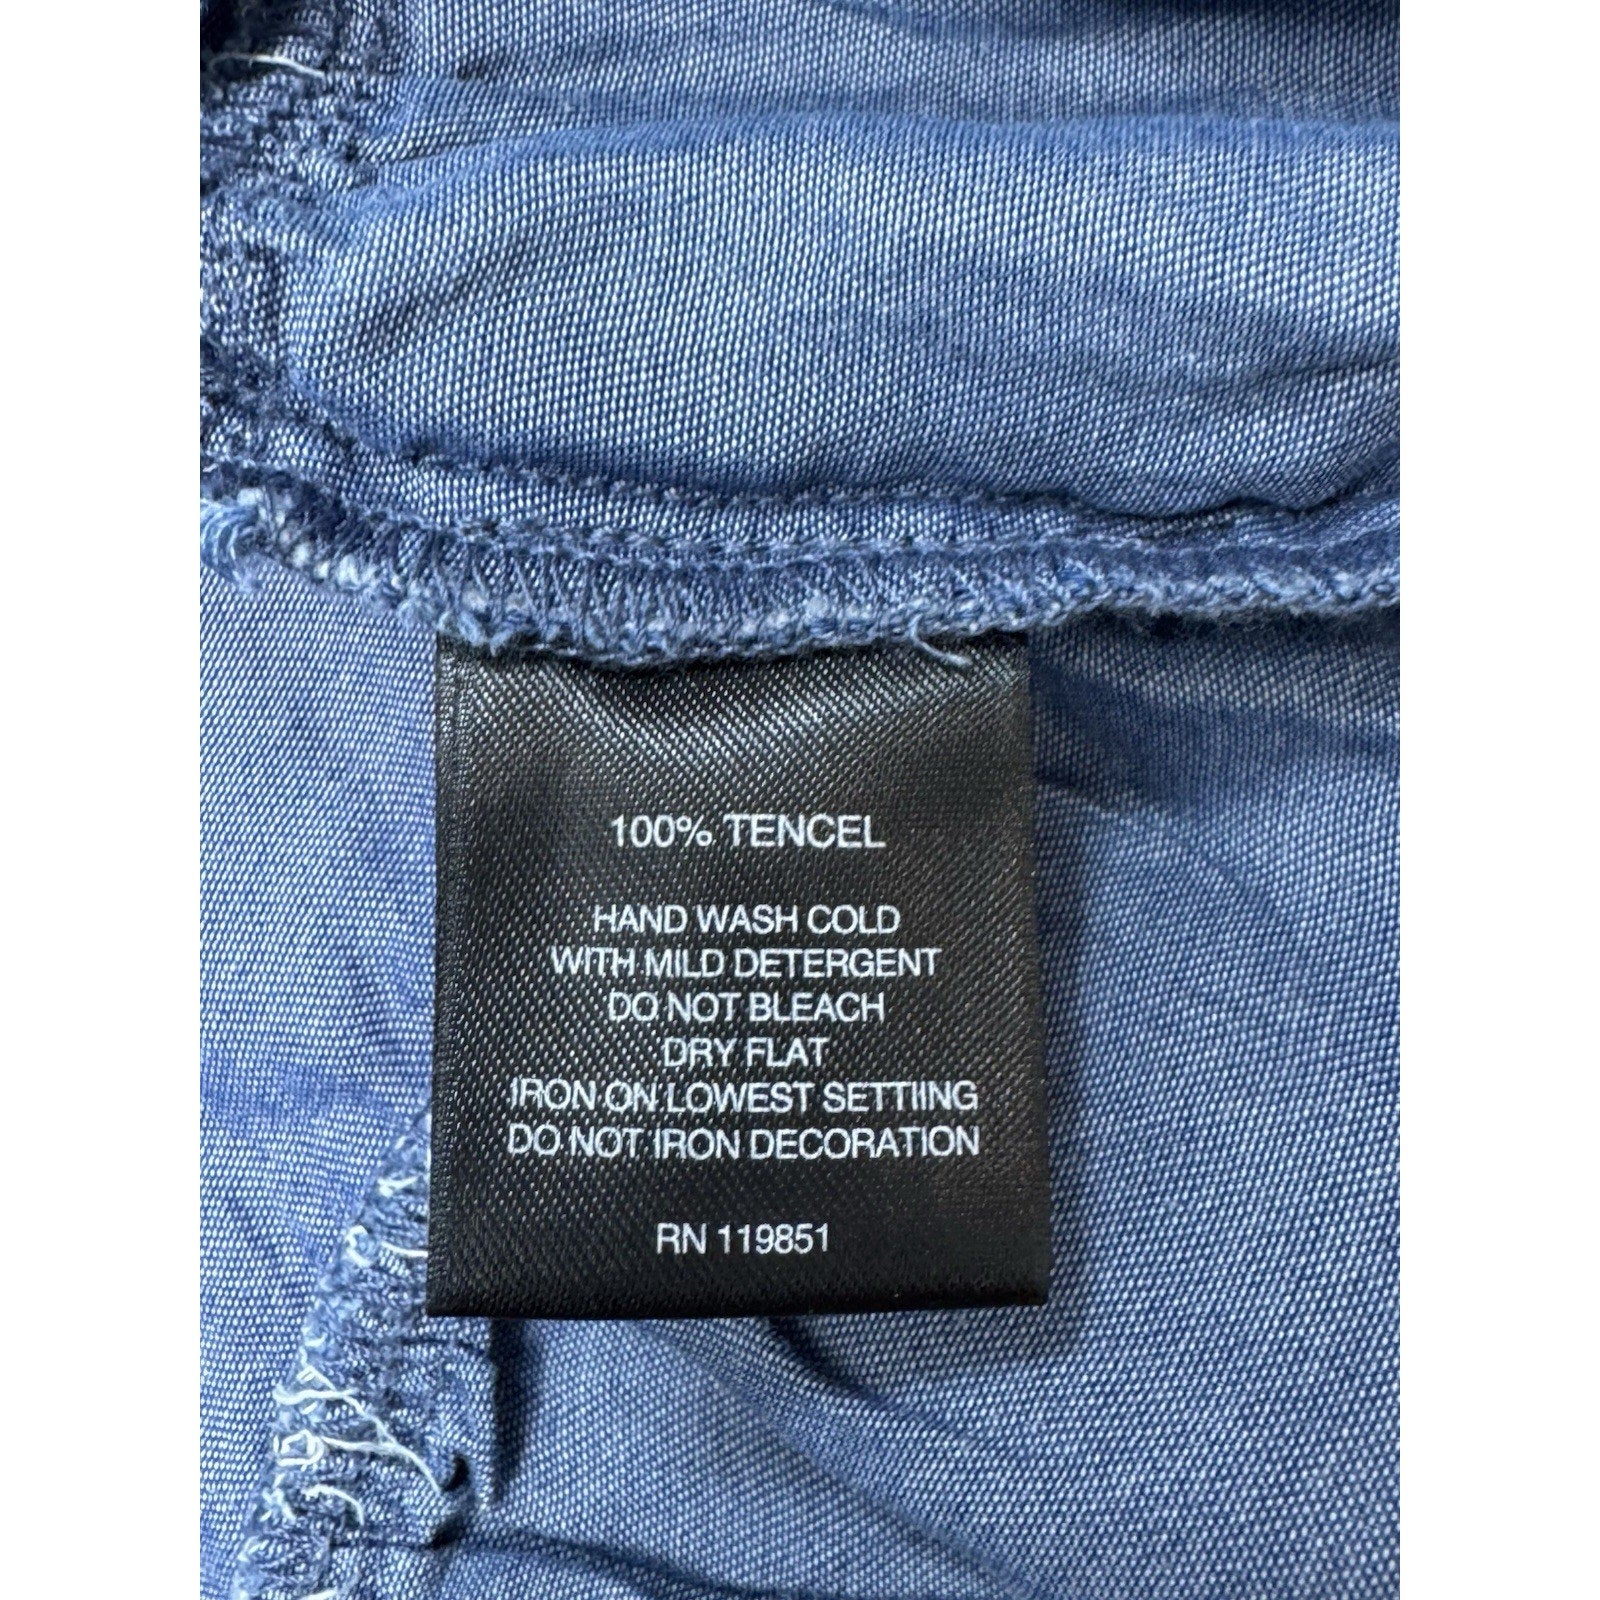 100% TENCEL
HAND WASH COLD
WITH MILD DETERGENT
DO NOT BLEACH
DRY FLAT
IRON ON LOWEST SETTIING
DO NOT IRON DECORATION
RN 119851